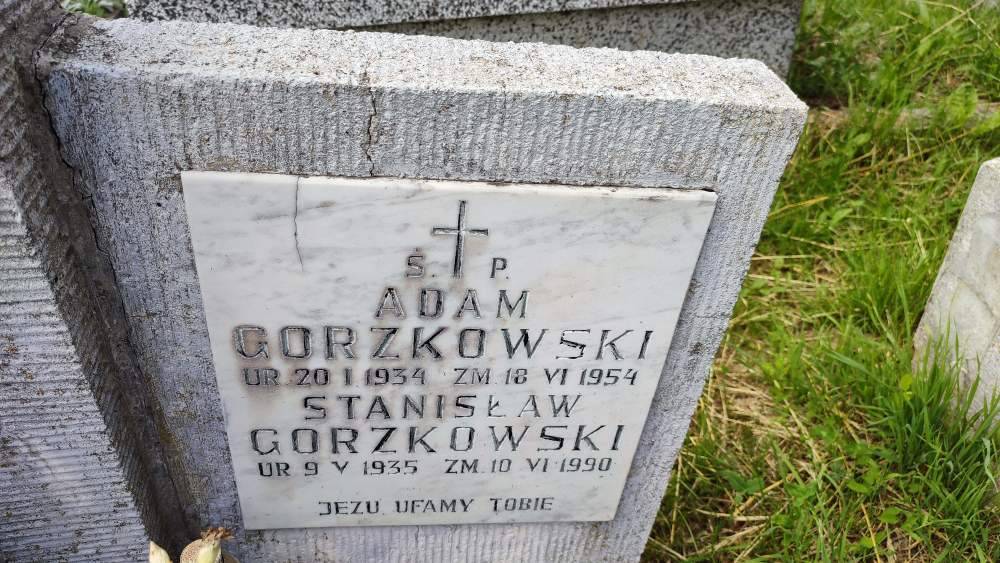 Ś. P.
ADAM
GORZKOWSKI
UR. 20 I 1934 ZM. 18 VI 1954
STANISŁAW
GORZKOWSKI
UR 9 V 1935 ZM. 10 VI 1990
JEZU UFAMY TOBIE